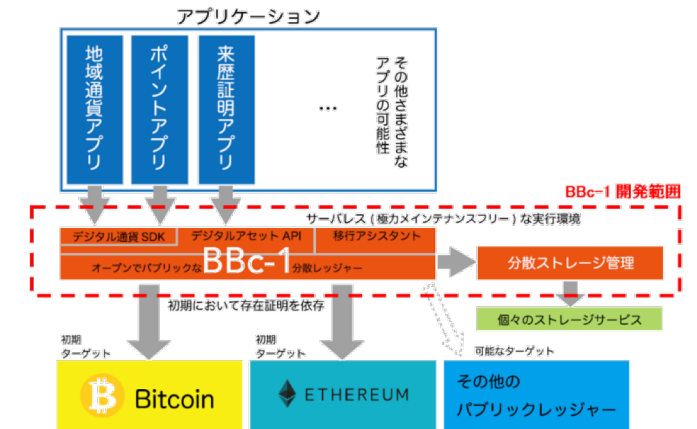 アプリケーション
地域通貨アプリ
ポイントアプリ
来歴証明アプリ
…
その他さまざまな
アプリの可能性
BBc-1 開発範囲
サーバレス (極力メインテナンスフリー) な実行環境
デジタル通貨 SDK
デジタルアセット API
移行アシスタント
オープンでパブリックな BBc-1 分散レッジャー
分散ストレージ管理
初期において存在証明を依存
個々のストレージサービス
初期
ターゲット
初期
ターゲット
可能なターゲット
Bitcoin
ETHEREUM
その他の
パブリックレッジャー